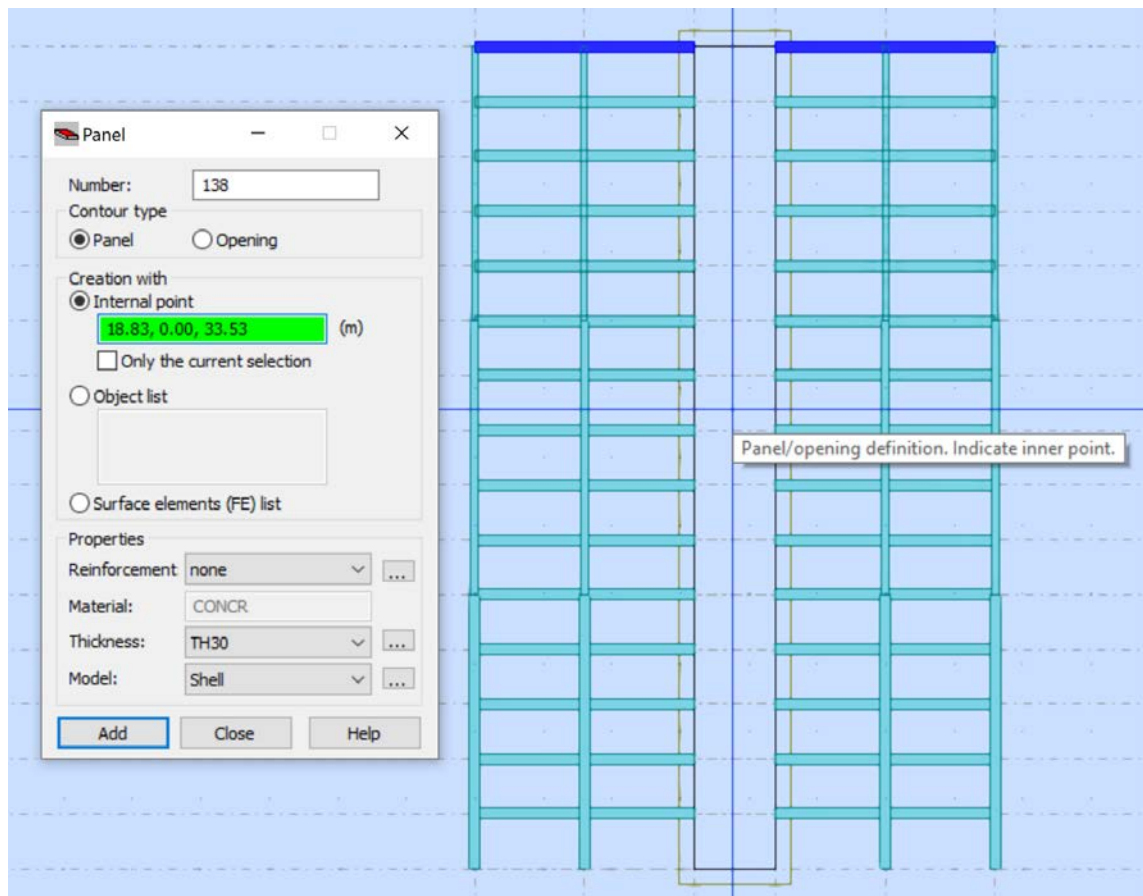 Panel
Number: 138
Contour type
Panel Opening
Creation with
Internal point
18.83, 0.00, 33.53 (m)
Only the current selection
Object list
Surface elements (FE) list
Properties
Reinforcement none ...
Material: CONCR
Thickness: TH30 ...
Model: Shell ...
Add Close Help
Panel/opening definition. Indicate inner point.